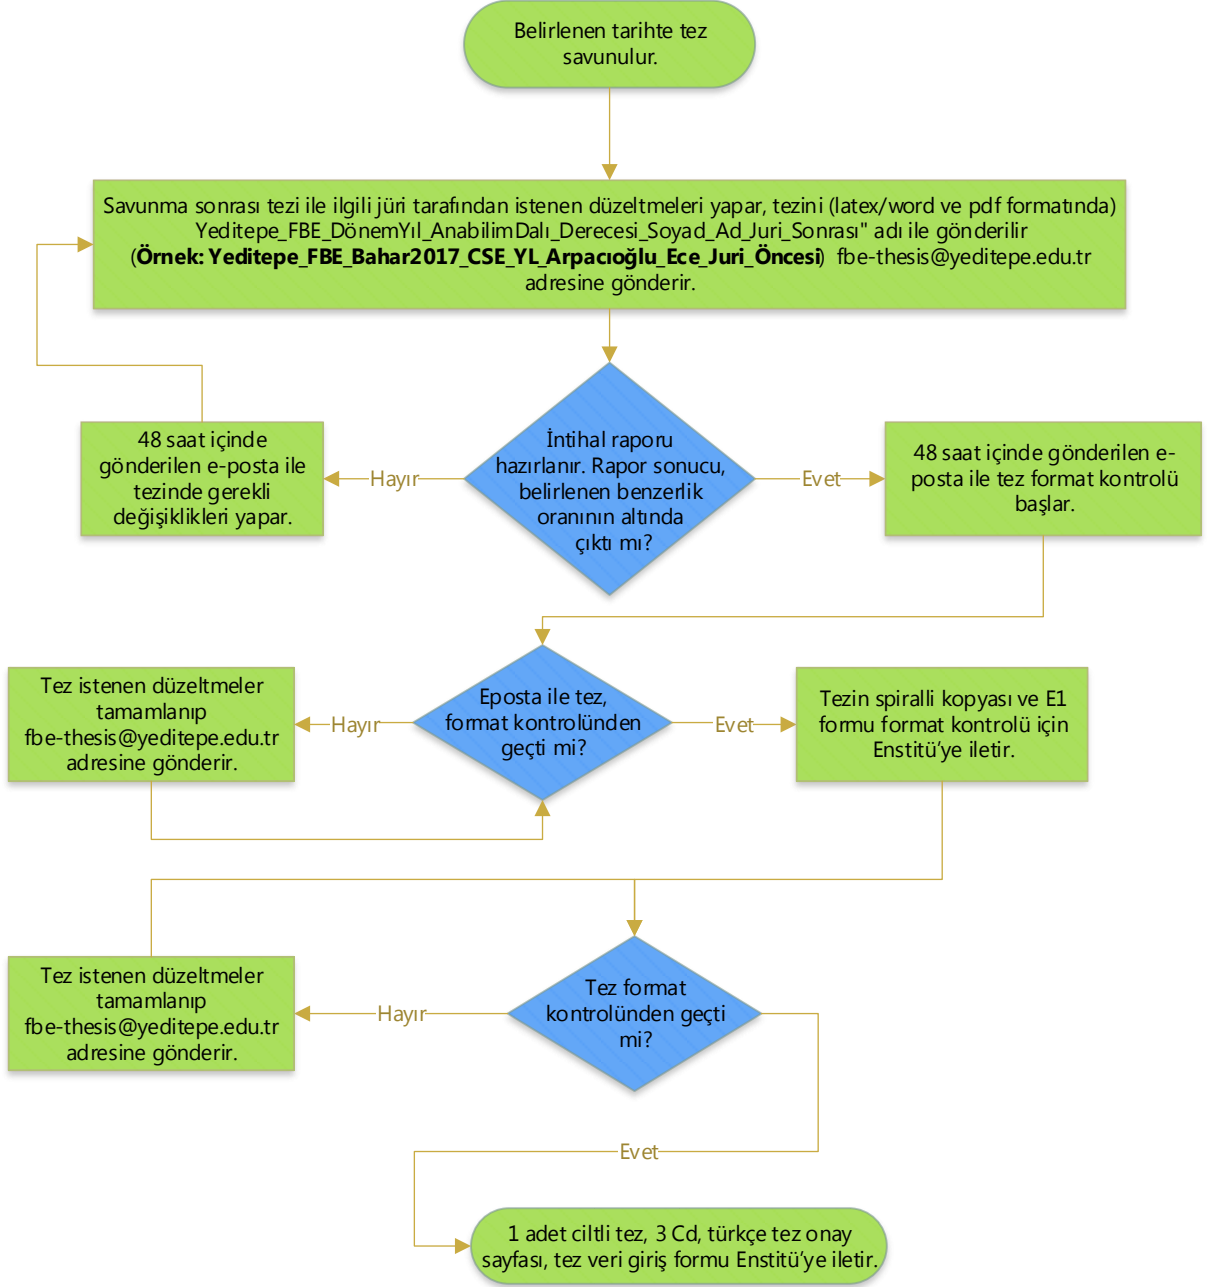 Belirlenen tarihte tez
savunulur.
Savunma sonrası tezi ile ilgili jüri tarafından istenen düzeltmeleri yapar, tezini (latex/word ve pdf formatında)
Yeditepe_FBE_DönemYıl_AnabilimDalı_Derecesi_Soyad_Ad_Juri_Sonrası" adı ile gönderilir
(Örnek: Yeditepe_FBE_Bahar2017_CSE_YL_Arpacıoğlu_Ece_Juri_Öncesi) fbe-thesis@yeditepe.edu.tr
adresine gönderir.
48 saat içinde
gönderilen e-posta ile
tezinde gerekli
değişiklikleri yapar.
Hayır
İntihal raporu
hazırlanır. Rapor sonucu,
belirlenen benzerlik
oranının altında
çıktı mı?
Evet
48 saat içinde gönderilen e-
posta ile tez format kontrolü
başlar.
Tez istenen düzeltmeler
tamamlanıp
fbe-thesis@yeditepe.edu.tr
adresine gönderir.
Hayır
Eposta ile tez,
format kontrolünden
geçti mi?
Evet
Tezin spiralli kopyası ve E1
formu format kontrolü için
Enstitü’ye iletir.
Tez istenen düzeltmeler
tamamlanıp
fbe-thesis@yeditepe.edu.tr
adresine gönderir.
Hayır
Tez format
kontrolünden geçti
mi?
Evet
1 adet ciltli tez, 3 Cd, türkçe tez onay
sayfası, tez veri giriş formu Enstitü’ye iletir.